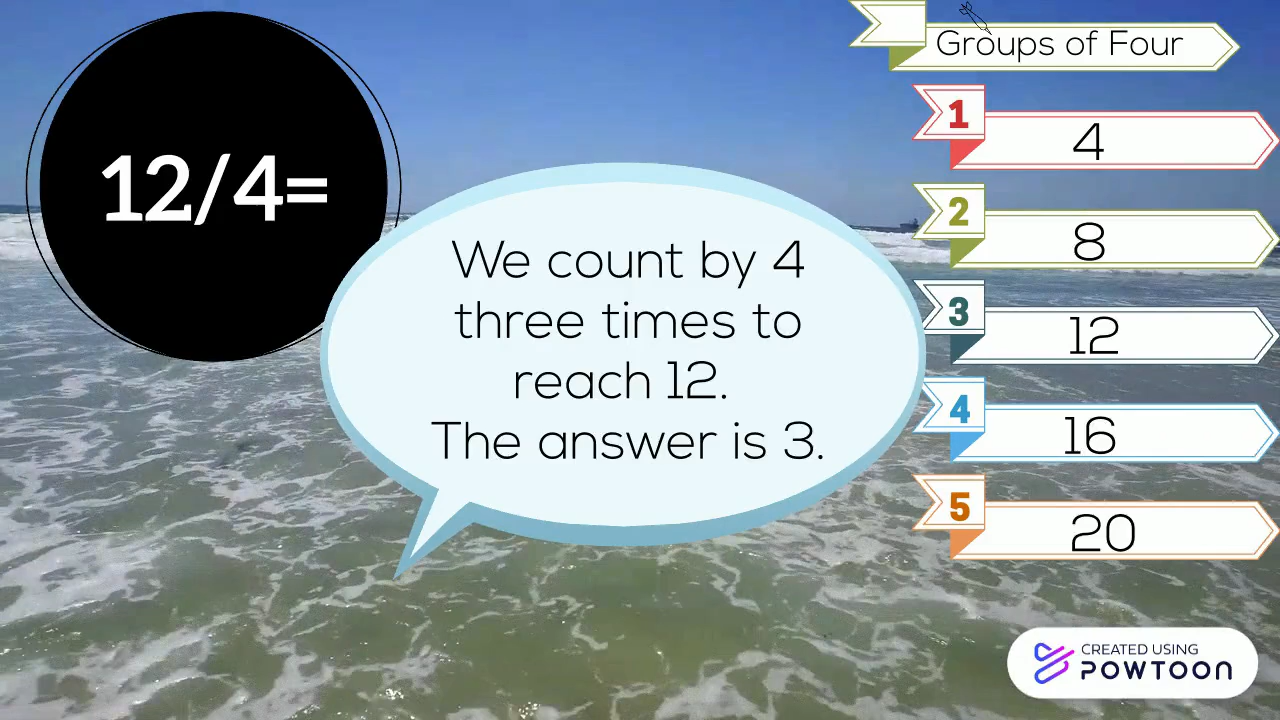 12/4=
We count by 4
three times to
reach 12.
The answer is 3.
Groups of Four
1
4
2
8
3
12
4
16
5
20
CREATED USING
POWTOON